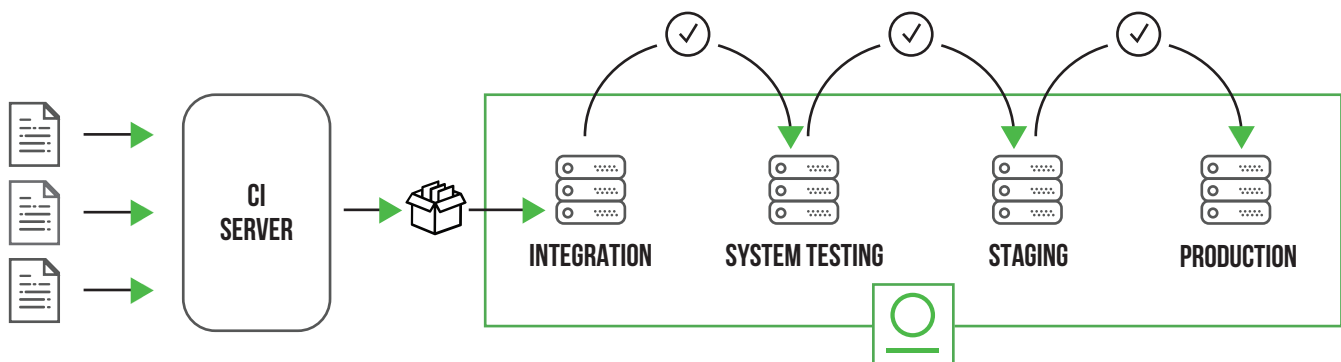 CI
SERVER
INTEGRATION
SYSTEM TESTING
STAGING
PRODUCTION